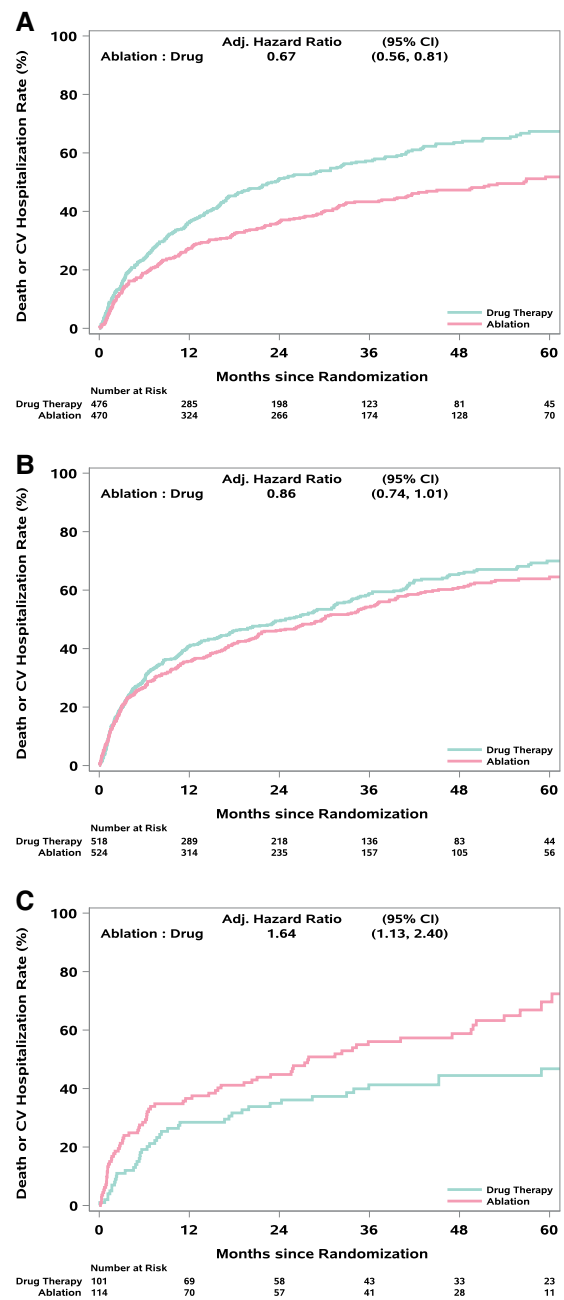 A
Death or CV Hospitalization Rate (%)
100
80
60
40
20
0
Adj. Hazard Ratio (95% CI)
Ablation : Drug 0.67 (0.56, 0.81)
Drug Therapy
Ablation
0 12 24 36 48 60
Months since Randomization
Number at Risk
Drug Therapy 476 285 198 123 81 45
Ablation 470 324 266 174 128 70
B
Death or CV Hospitalization Rate (%)
100
80
60
40
20
0
Adj. Hazard Ratio (95% CI)
Ablation : Drug 0.86 (0.74, 1.01)
Drug Therapy
Ablation
0 12 24 36 48 60
Months since Randomization
Number at Risk
Drug Therapy 518 289 218 136 83 44
Ablation 524 314 235 157 105 56
C
Death or CV Hospitalization Rate (%)
100
80
60
40
20
0
Adj. Hazard Ratio (95% CI)
Ablation : Drug 1.64 (1.13, 2.40)
Drug Therapy
Ablation
0 12 24 36 48 60
Months since Randomization
Number at Risk
Drug Therapy 101 69 58 43 33 23
Ablation 114 70 57 41 28 11